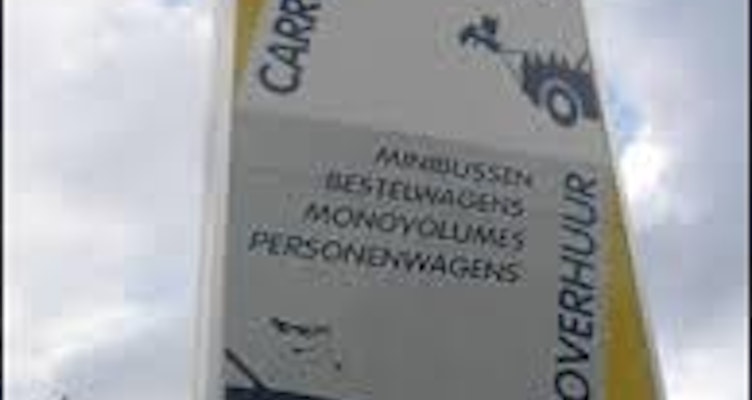 CARR
MINIBUSSEN
BESTELWAGENS
MONOVOLUMES
PERSONENWAGENS
OVERHUUR